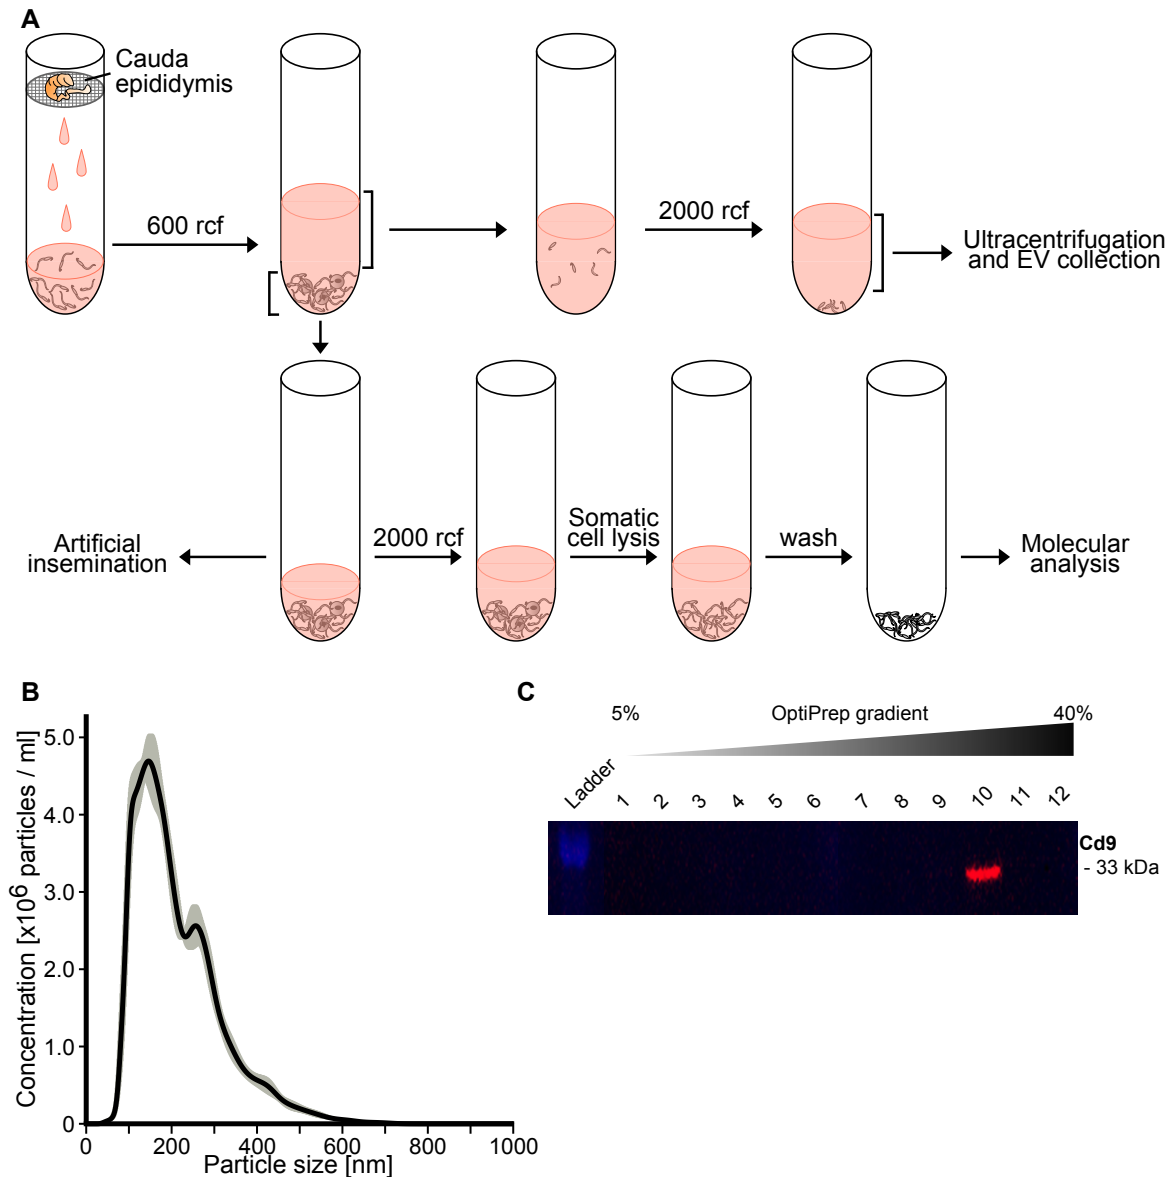 A
Cauda
epididymis
600 rcf
2000 rcf
Ultracentrifugation
and EV collection
Artificial
insemination
2000 rcf
Somatic
cell lysis
wash
Molecular
analysis
B
Concentration [x10⁶ particles / ml]
5.0
4.0
3.0
2.0
1.0
0
0 200 400 600 800 1000
Particle size [nm]
C
5% OptiPrep gradient 40%
Ladder 1 2 3 4 5 6 7 8 9 10 11 12
Cd9
- 33 kDa